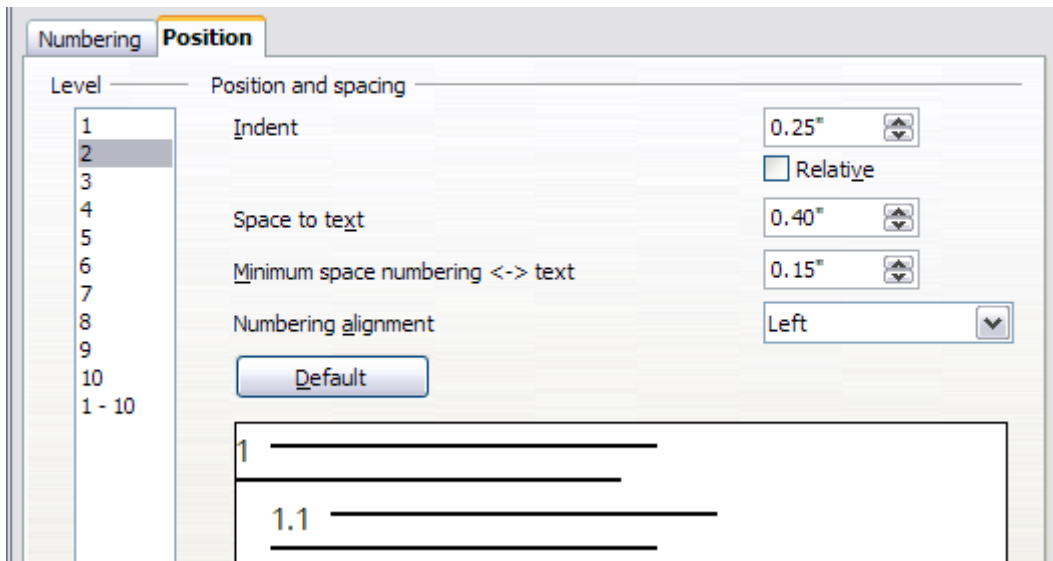 Numbering Position
Level Position and spacing
1
2
3
4
5
6
7
8
9
10
1 - 10
Indent 0.25"
Relative
Space to text 0.40"
Minimum space numbering <-> text 0.15"
Numbering alignment Left
Default
1
1.1